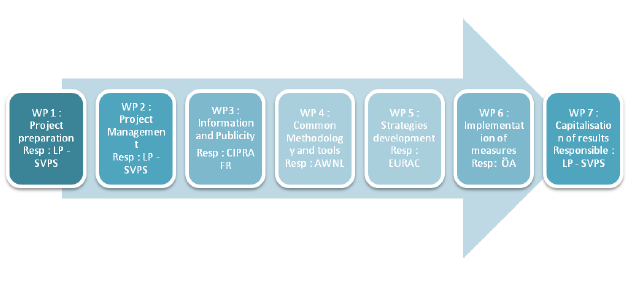 WP 1 :
Project
preparation
Resp : LP -
SVPS
WP 2 :
Project
Managemen
t
Resp : LP -
SVPS
WP3 :
Information
and Publicity
Resp : CIPRA
FR
WP 4 :
Common
Methodolog
y and tools
Resp : AWNL
WP 5 :
Strategies
development
Resp :
EURAC
WP 6 :
Implementat
ion of
measures
Resp: ÖA
WP 7 :
Capitalisatio
n of results
Responsible :
LP - SVPS